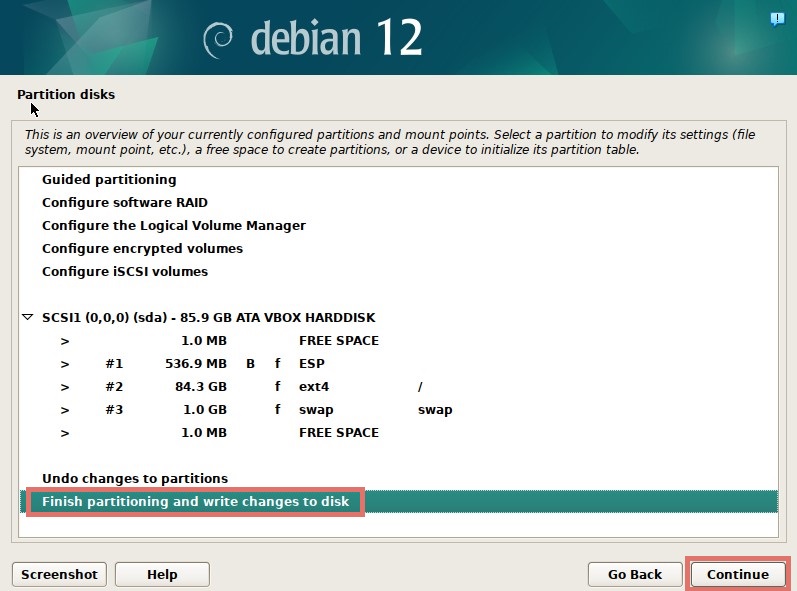 debian 12
Partition disks
This is an overview of your currently configured partitions and mount points. Select a partition to modify its settings (file
system, mount point, etc.), a free space to create partitions, or a device to initialize its partition table.
Guided partitioning
Configure software RAID
Configure the Logical Volume Manager
Configure encrypted volumes
Configure iSCSI volumes
SCSI1 (0,0,0) (sda) - 85.9 GB ATA VBOX HARDDISK
> 1.0 MB FREE SPACE
> #1 536.9 MB B f ESP
> #2 84.3 GB f ext4 /
> #3 1.0 GB f swap swap
> 1.0 MB FREE SPACE
Undo changes to partitions
Finish partitioning and write changes to disk
Screenshot Help Go Back Continue